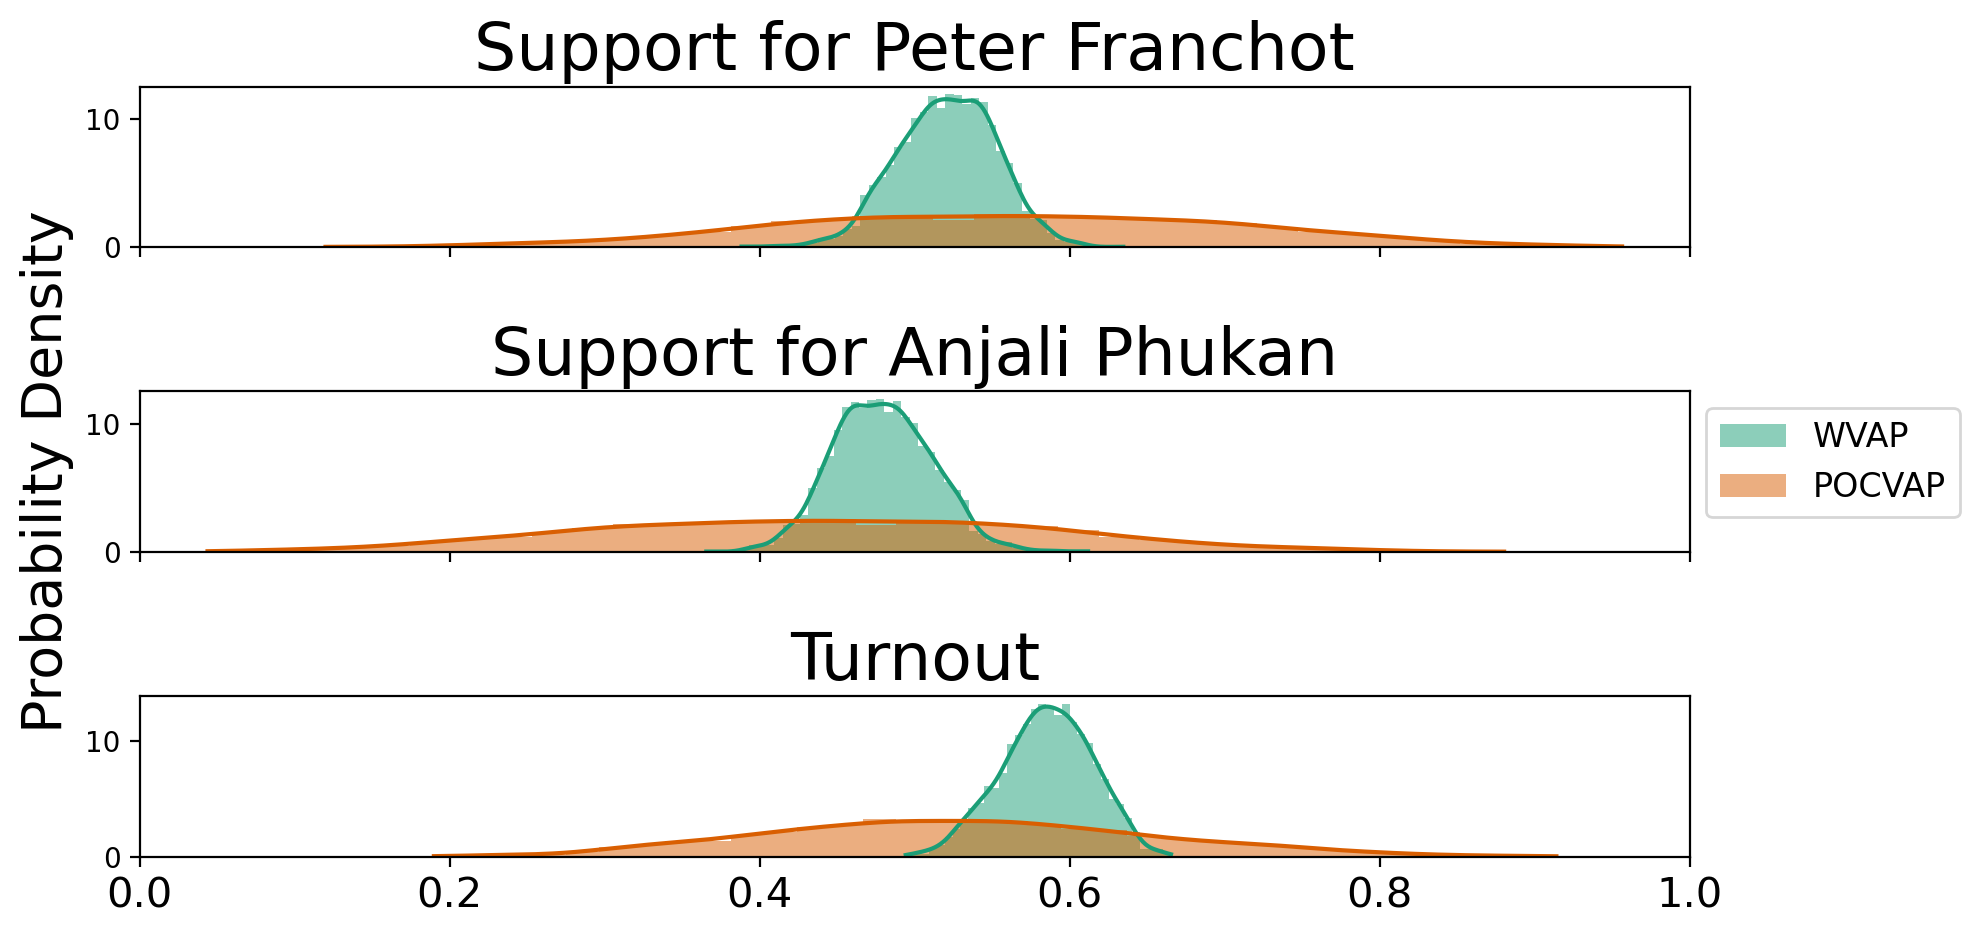 Support for Peter Franchot
10
0
Support for Anjali Phukan
10
0
Turnout
10
0
0.0 0.2 0.4 0.6 0.8 1.0
Probability Density
WVAP
POCVAP